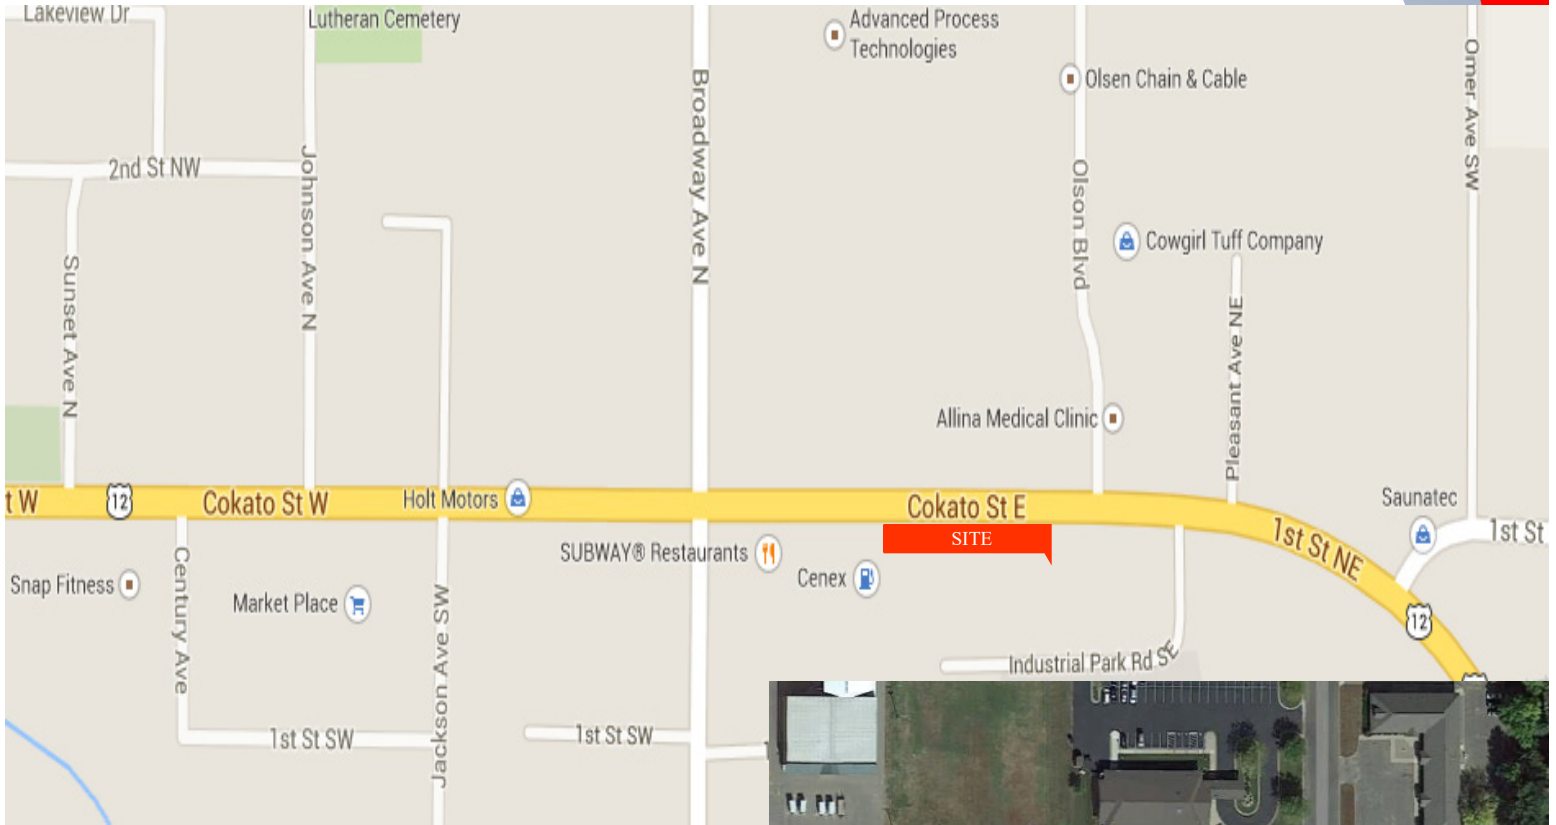 Lakeview Dr
Lutheran Cemetery
Advanced Process
Technologies
Olsen Chain & Cable
Omer Ave SW
Broadway Ave N
2nd St NW
Johnson Ave N
Olson Blvd
Cowgirl Tuff Company
Sunset Ave N
Pleasant Ave NE
Allina Medical Clinic
t W
12
Cokato St W
Holt Motors
Cokato St E
Saunatec
1st St
1st St NE
SITE
SUBWAY® Restaurants
Cenex
Snap Fitness
Century Ave
Market Place
Jackson Ave SW
12
Industrial Park Rd SE
1st St SW
1st St SW